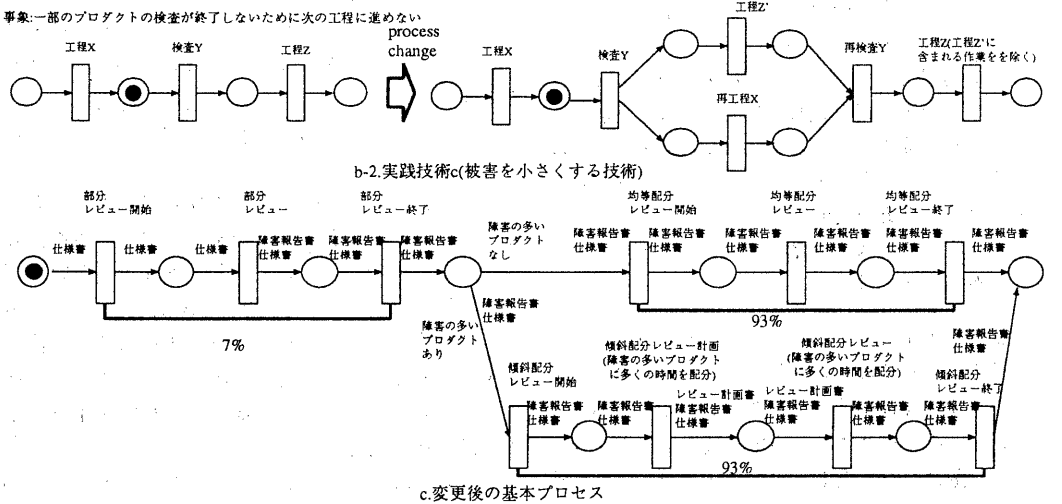 事象:一部のプロダクトの検査が終了しないために次の工程に進めない
工程X
検査Y
工程Z
process
change
工程X
検査Y
工程Z'
再工程X
再検査Y
工程Z(工程Z'に
含まれる作業をを除く)
b-2.実践技術c(被害を小さくする技術)
部分
レビュー開始
部分
レビュー
部分
レビュー終了
仕様書
仕様書
仕様書
障害報告書
仕様書
障害報告書
仕様書
障害報告書
仕様書
7%
障害の多い
プロダクト
なし
障害の多い
プロダクト
あり
障害報告書
仕様書
均等配分
レビュー開始
均等配分
レビュー
均等配分
レビュー終了
障害報告書
仕様書
障害報告書
仕様書
障害報告書
仕様書
障害報告書
仕様書
障害報告書
仕様書
障害報告書
仕様書
93%
傾斜配分
レビュー開始
傾斜配分レビュー計画
(障害の多いプロダクト
に多くの時間を配分)
傾斜配分レビュー
(障害の多いプロダクト
に多くの時間を配分)
傾斜配分
レビュー終了
障害報告書
仕様書
障害報告書
仕様書
レビュー計画書
障害報告書
仕様書
レビュー計画書
障害報告書
仕様書
障害報告書
仕様書
障害報告書
仕様書
障害報告書
仕様書
93%
c.変更後の基本プロセス